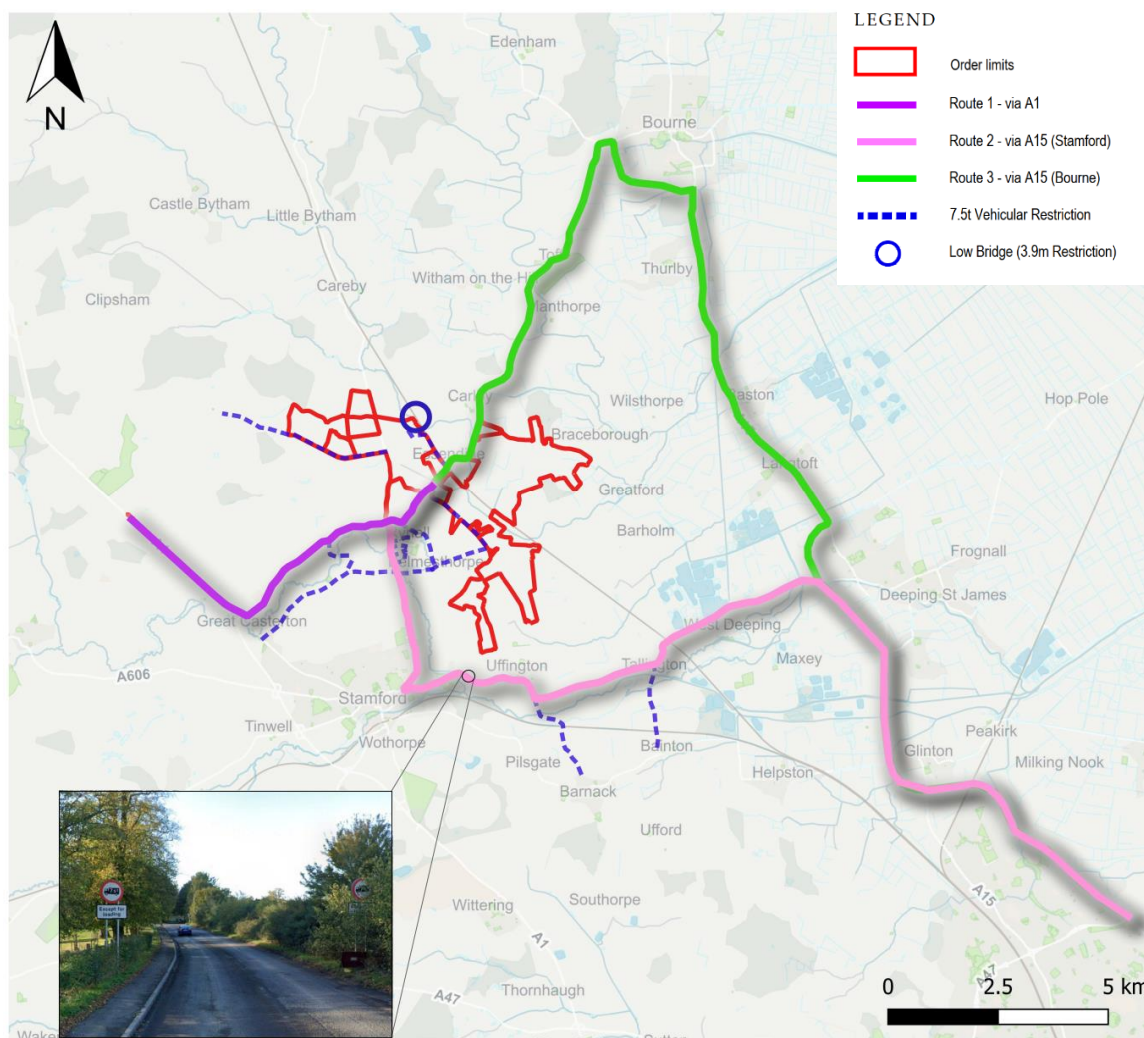 LEGEND
Order limits
Route 1 - via A1
Route 2 - via A15 (Stamford)
Route 3 - via A15 (Bourne)
7.5t Vehicular Restriction
Low Bridge (3.9m Restriction)
N
Edenham
Bourne
Castle Bytham
Little Bytham
Witham on the H
Thurlby
Careby
Clipsham
Manthorpe
Wilsthorpe
Hop Pole
Braceborough
Langtoft
Greatford
Barholm
Frognall
Deeping St James
Great Casterton
West Deeping
Uffington
Tallington
Maxey
A606
Stamford
Tinwell
Wothorpe
Pilsgate
Bainton
Helpston
Glinton
Peakirk
Milking Nook
Barnack
Ufford
Except for
loading
Wittering
Southorpe
A15
A1
A47
A47
Thornhaugh
0 2.5 5 km